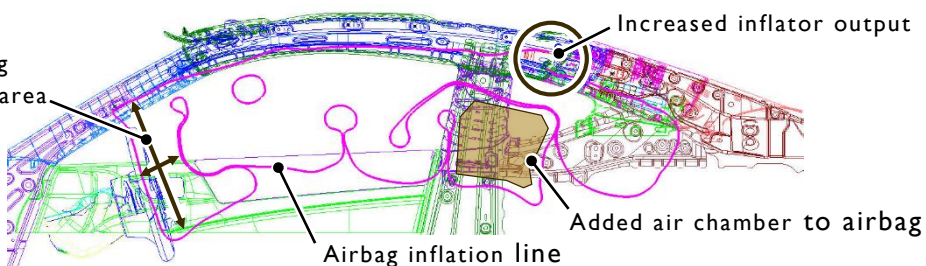 Increased inflator output
area
Added air chamber to airbag
Airbag inflation line